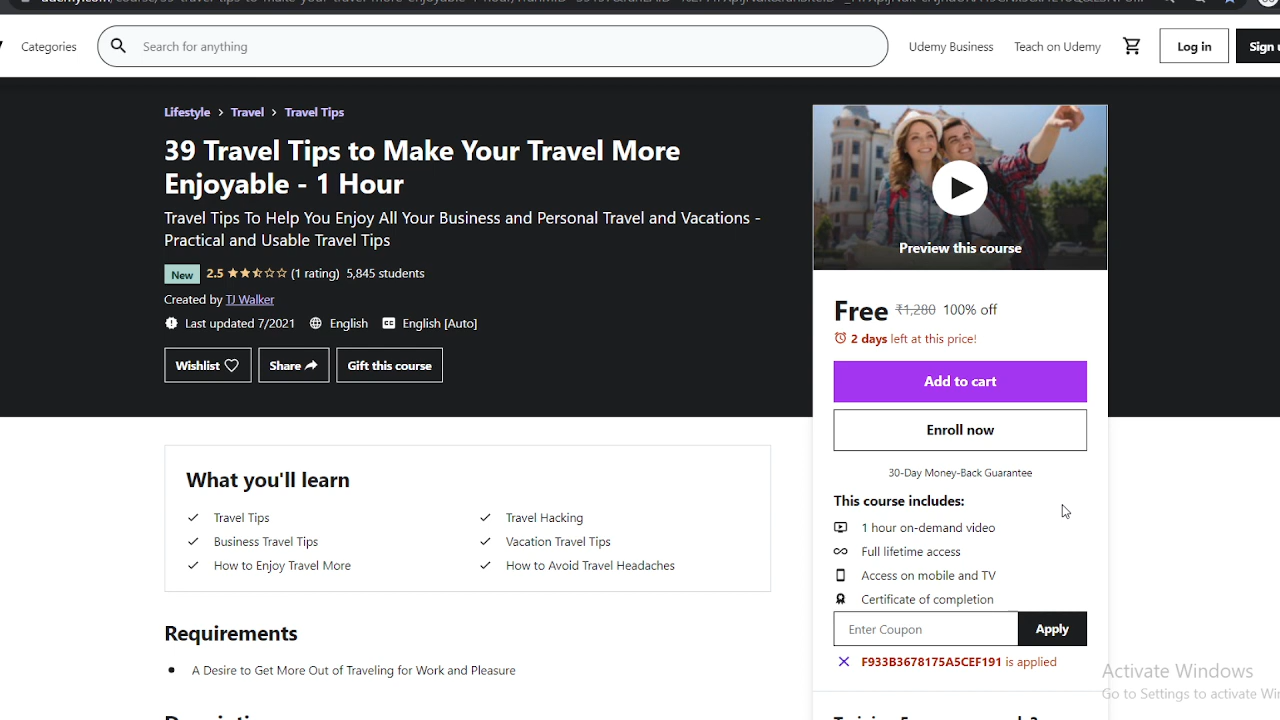 Categories
Search for anything
Udemy Business
Teach on Udemy
Log in
Sign
Lifestyle > Travel > Travel Tips
39 Travel Tips to Make Your Travel More
Enjoyable - 1 Hour
Travel Tips To Help You Enjoy All Your Business and Personal Travel and Vacations -
Practical and Usable Travel Tips
New 2.5 (1 rating) 5,845 students
Created by TJ Walker
Last updated 7/2021 English English [Auto]
Wishlist Share Gift this course
Preview this course
Free ₹1,280 100% off
2 days left at this price!
Add to cart
Enroll now
30-Day Money-Back Guarantee
This course includes:
1 hour on-demand video
Full lifetime access
Access on mobile and TV
Certificate of completion
Enter Coupon Apply
F933B3678175A5CEF191 is applied
What you'll learn
Travel Tips
Business Travel Tips
How to Enjoy Travel More
Travel Hacking
Vacation Travel Tips
How to Avoid Travel Headaches
Requirements
A Desire to Get More Out of Traveling for Work and Pleasure
Activate Windows
Go to Settings to activate Wi